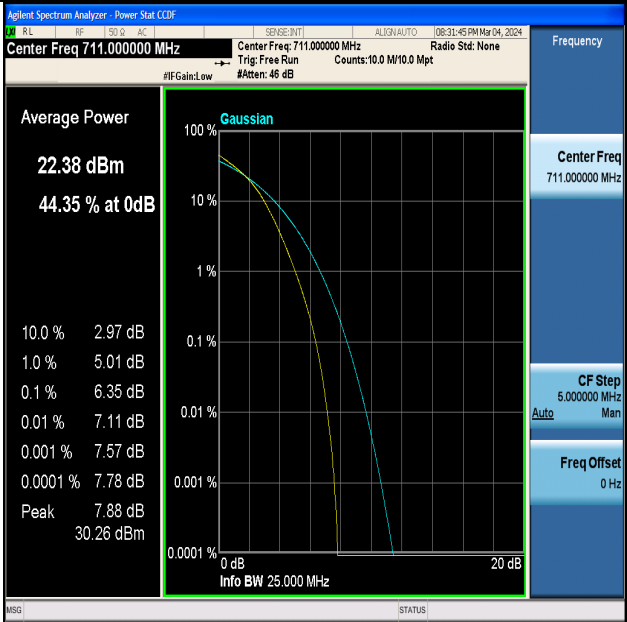 Agilent Spectrum Analyzer - Power Stat CCDF
LXI RL RF 50 Ω AC SENSE:INT ALIGN AUTO 08:31:45 PM Mar 04, 2024
Center Freq 711.000000 MHz
Center Freq: 711.000000 MHz Radio Std: None
Trig: Free Run Counts:10.0 M/10.0 Mpt
#IFGain:Low #Atten: 46 dB
Frequency
Center Freq
711.000000 MHz
CF Step
5.000000 MHz
Auto Man
Freq Offset
0 Hz
Average Power
22.38 dBm
44.35 % at 0dB
10.0 % 2.97 dB
1.0 % 5.01 dB
0.1 % 6.35 dB
0.01 % 7.11 dB
0.001 % 7.57 dB
0.0001 % 7.78 dB
Peak 7.88 dB
30.26 dBm
Gaussian
100 %
10 %
1 %
0.1 %
0.01 %
0.001 %
0.0001 %
0 dB 20 dB
Info BW 25.000 MHz
MSG STATUS